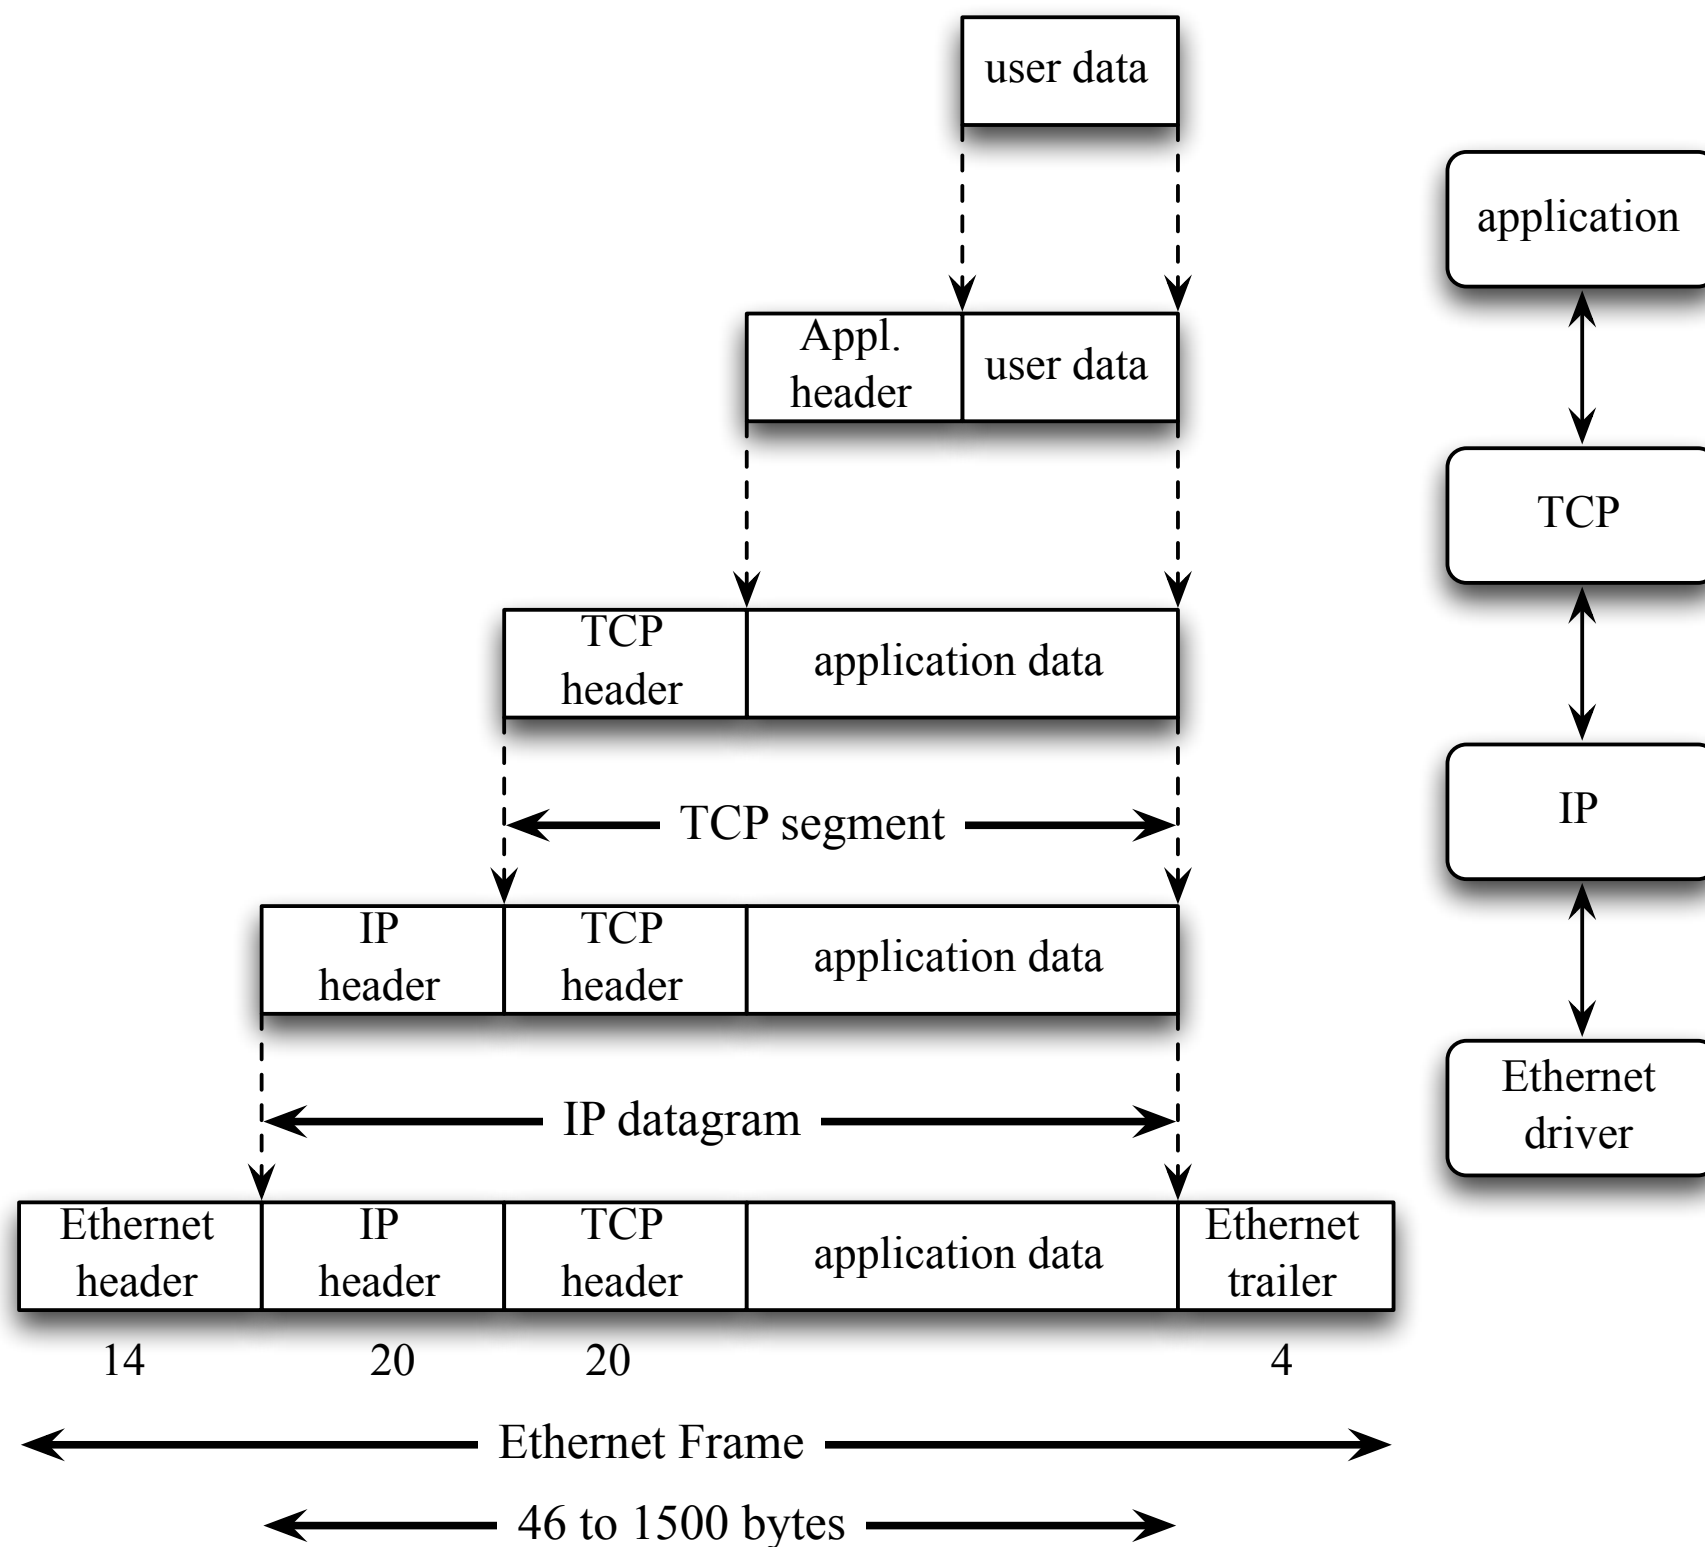 user data
application
Appl.
header
user data
TCP
TCP
header
application data
TCP segment
IP
IP
header
TCP
header
application data
IP datagram
Ethernet
driver
Ethernet
header
IP
header
TCP
header
application data
Ethernet
trailer
14
20
20
4
Ethernet Frame
46 to 1500 bytes